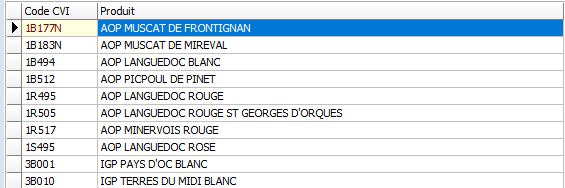 Code CVI Produit
1B177N AOP MUSCAT DE FRONTIGNAN
1B183N AOP MUSCAT DE MIREVAL
1B494 AOP LANGUEDOC BLANC
1B512 AOP PICPOUL DE PINET
1R495 AOP LANGUEDOC ROUGE
1R505 AOP LANGUEDOC ROUGE ST GEORGES D'ORQUES
1R517 AOP MINERVOIS ROUGE
1S495 AOP LANGUEDOC ROSE
3B001 IGP PAYS D'OC BLANC
3B010 IGP TERRES DU MIDI BLANC